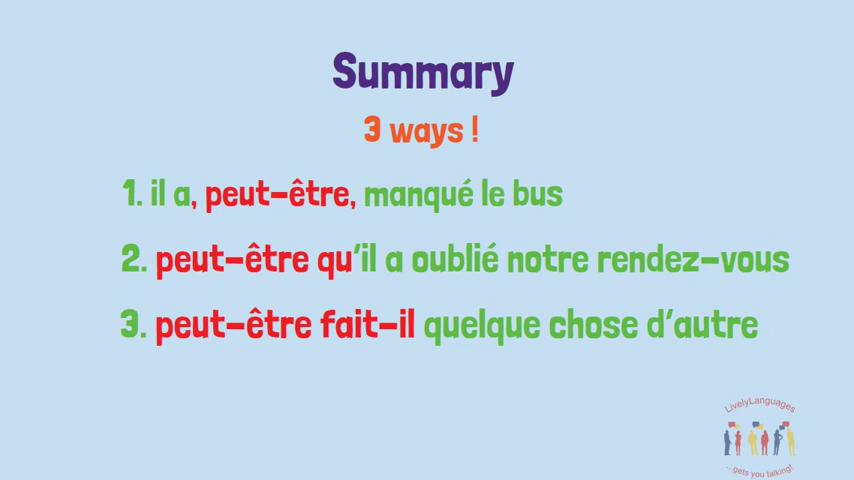 Summary
3 ways !
1. il a, peut-être, manqué le bus
2. peut-être qu'il a oublié notre rendez-vous
3. peut-être fait-il quelque chose d'autre
LivelyLanguages
...gets you talking!